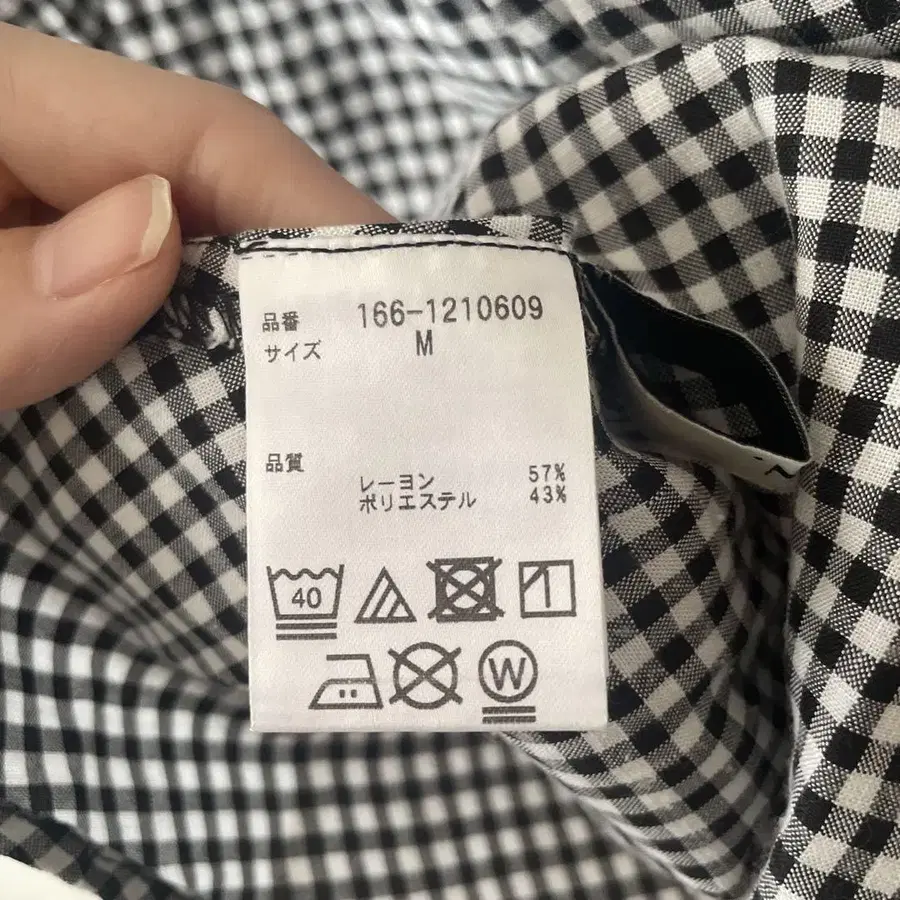 品番 166-1210609
サイズ M
品質
レーヨン 57%
ポリエステル 43%
40
W